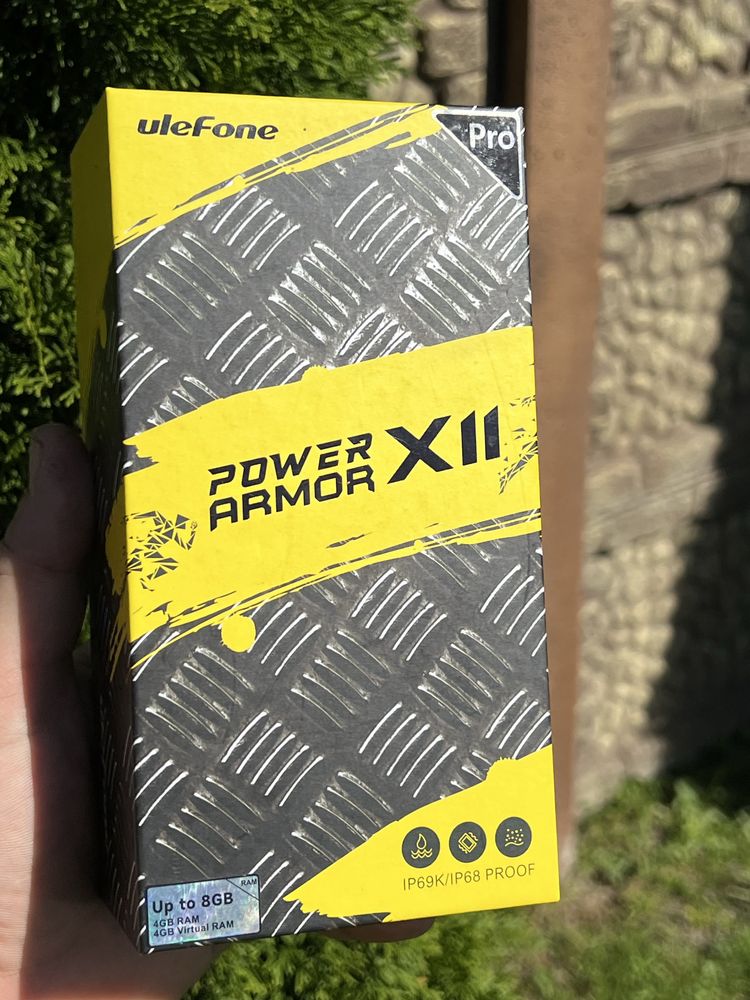 uleFone
Pro
POWER
ARMOR X11
IP69K/IP68 PROOF
RAM
Up to 8GB
4GB RAM
4GB Virtual RAM